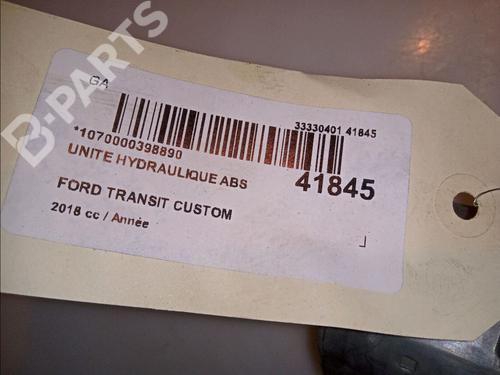 B-PARTS
GA
33330401 41845
*1070000398890
UNITE HYDRAULIQUE ABS
41845
FORD TRANSIT CUSTOM
2018 cc / Année